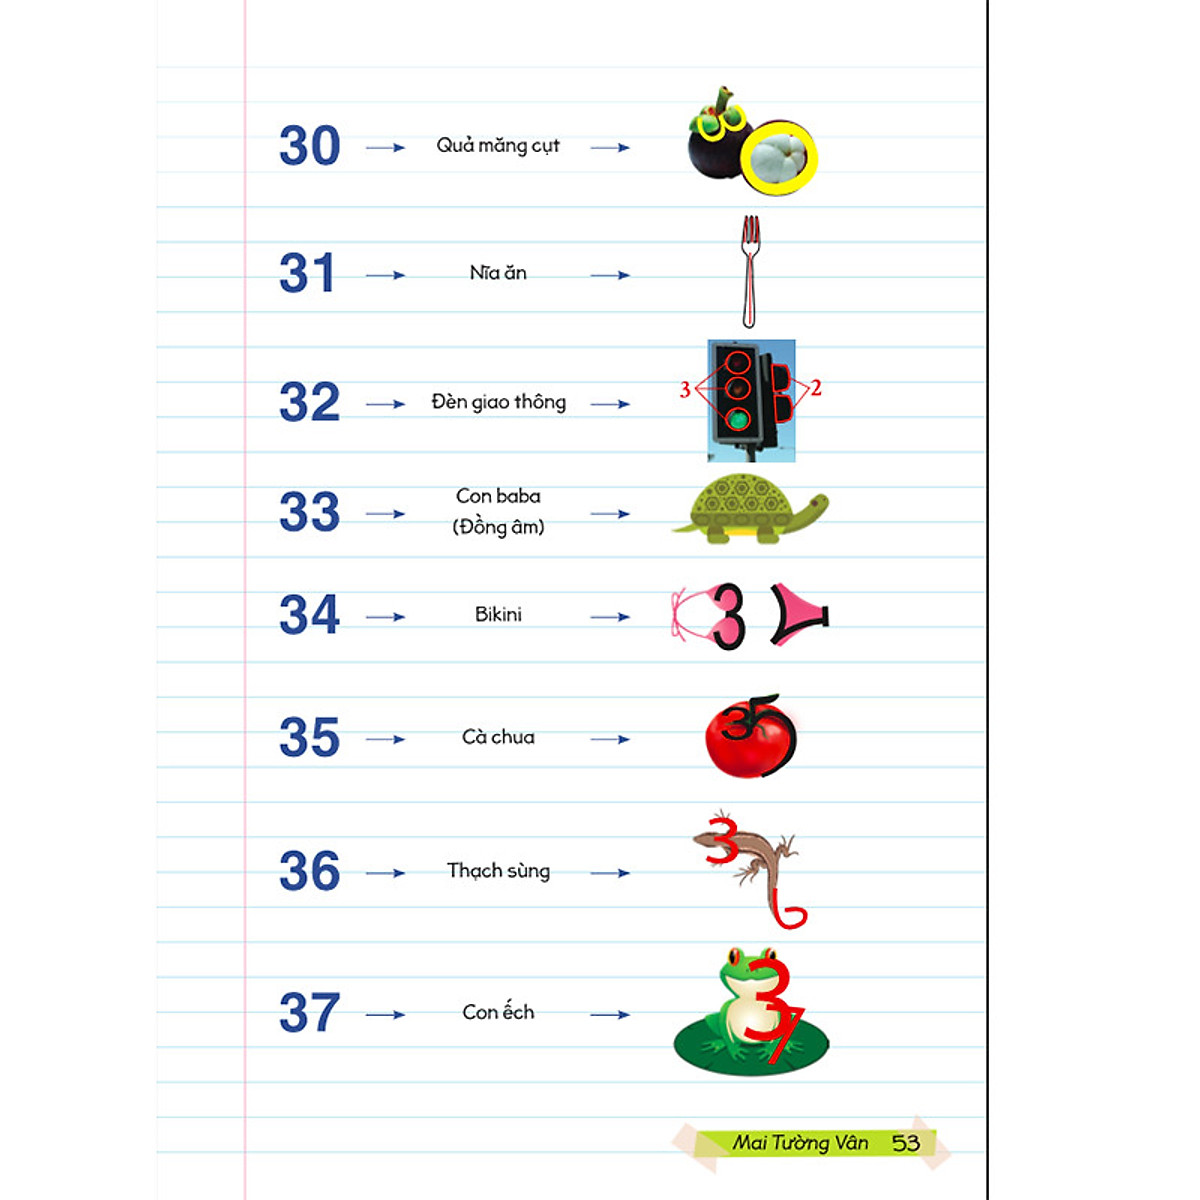 30 Quả măng cụt
31 Nĩa ăn
32 Đèn giao thông 3 2
33 Con baba
(Đồng âm)
34 Bikini 3
35 Cà chua 35
36 Thạch sùng 3 6
37 Con ếch 37
Mai Tường Vân 53